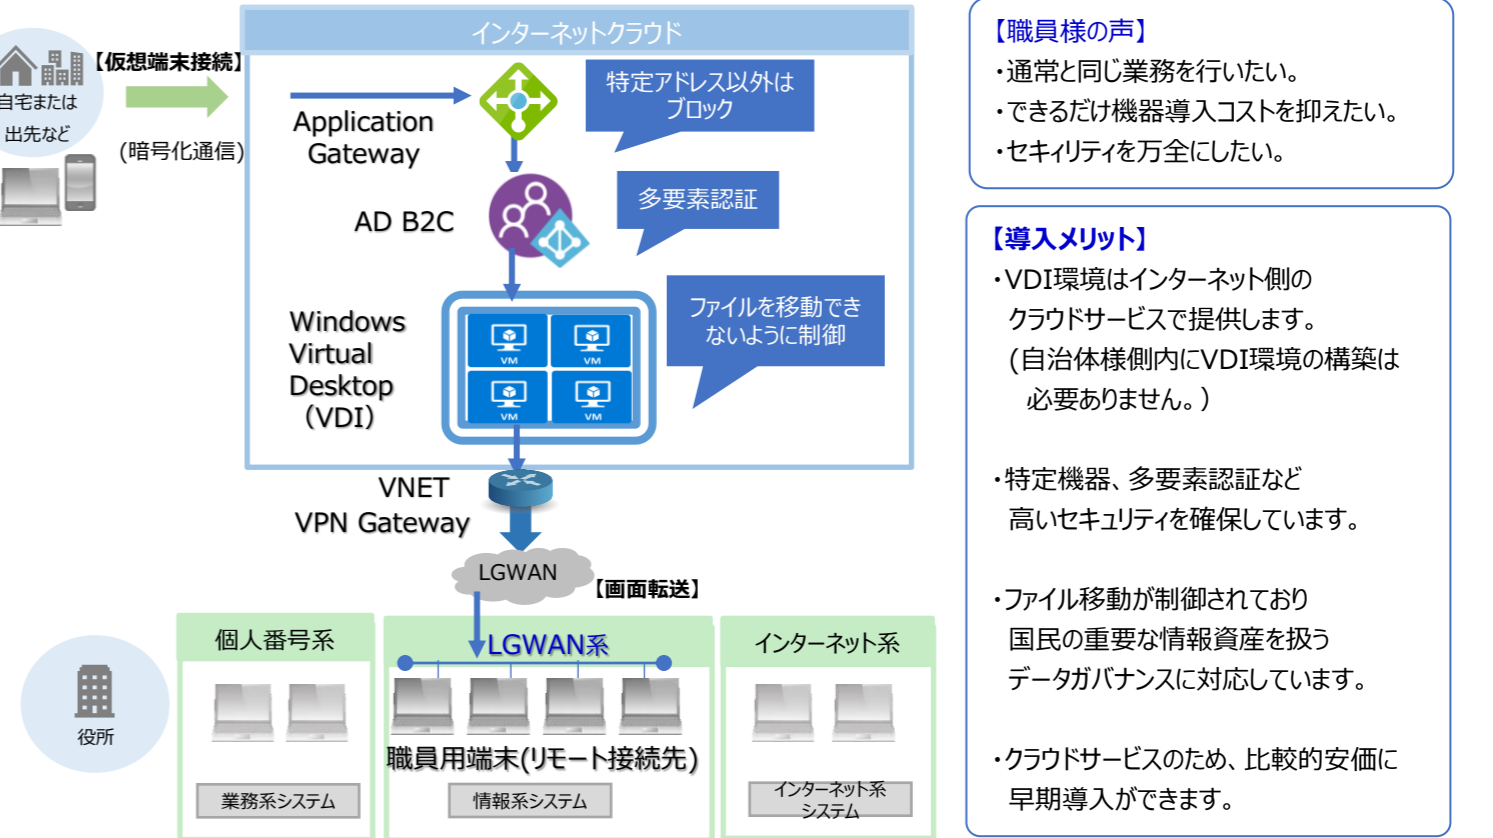 インターネットクラウド
【仮想端末接続】
自宅または
出先など
(暗号化通信)
Application
Gateway
特定アドレス以外は
ブロック
AD B2C
多要素認証
Windows
Virtual
Desktop
（VDI）
VM
VM
VM
VM
ファイルを移動でき
ないように制御
VNET
VPN Gateway
LGWAN
【画面転送】
役所
個人番号系
業務系システム
LGWAN系
職員用端末(リモート接続先)
情報系システム
インターネット系
インターネット系
システム
【職員様の声】
・通常と同じ業務を行いたい。
・できるだけ機器導入コストを抑えたい。
・セキィリティを万全にしたい。
【導入メリット】
・VDI環境はインターネット側の
クラウドサービスで提供します。
(自治体様側内にVDI環境の構築は
必要ありません。）
・特定機器、多要素認証など
高いセキュリティを確保しています。
・ファイル移動が制御されており
国民の重要な情報資産を扱う
データガバナンスに対応しています。
・クラウドサービスのため、比較的安価に
早期導入ができます。